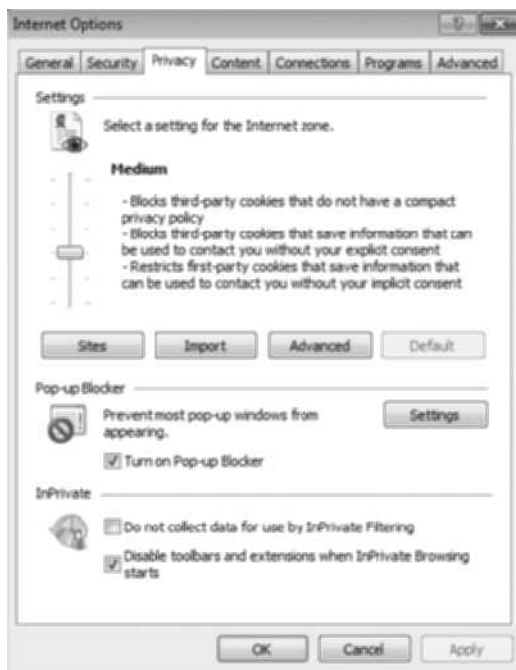 Internet Options
General Security Privacy Content Connections Programs Advanced
Settings
Select a setting for the Internet zone.
Medium
- Blocks third-party cookies that do not have a compact
privacy policy
- Blocks third-party cookies that save information that can
be used to contact you without your explicit consent
- Restricts first-party cookies that save information that
can be used to contact you without your implicit consent
Sites Import Advanced Default
Pop-up Blocker
Prevent most pop-up windows from
appearing.
Settings
Turn on Pop-up Blocker
InPrivate
Do not collect data for use by InPrivate Filtering
Disable toolbars and extensions when InPrivate Browsing
starts
OK Cancel Apply